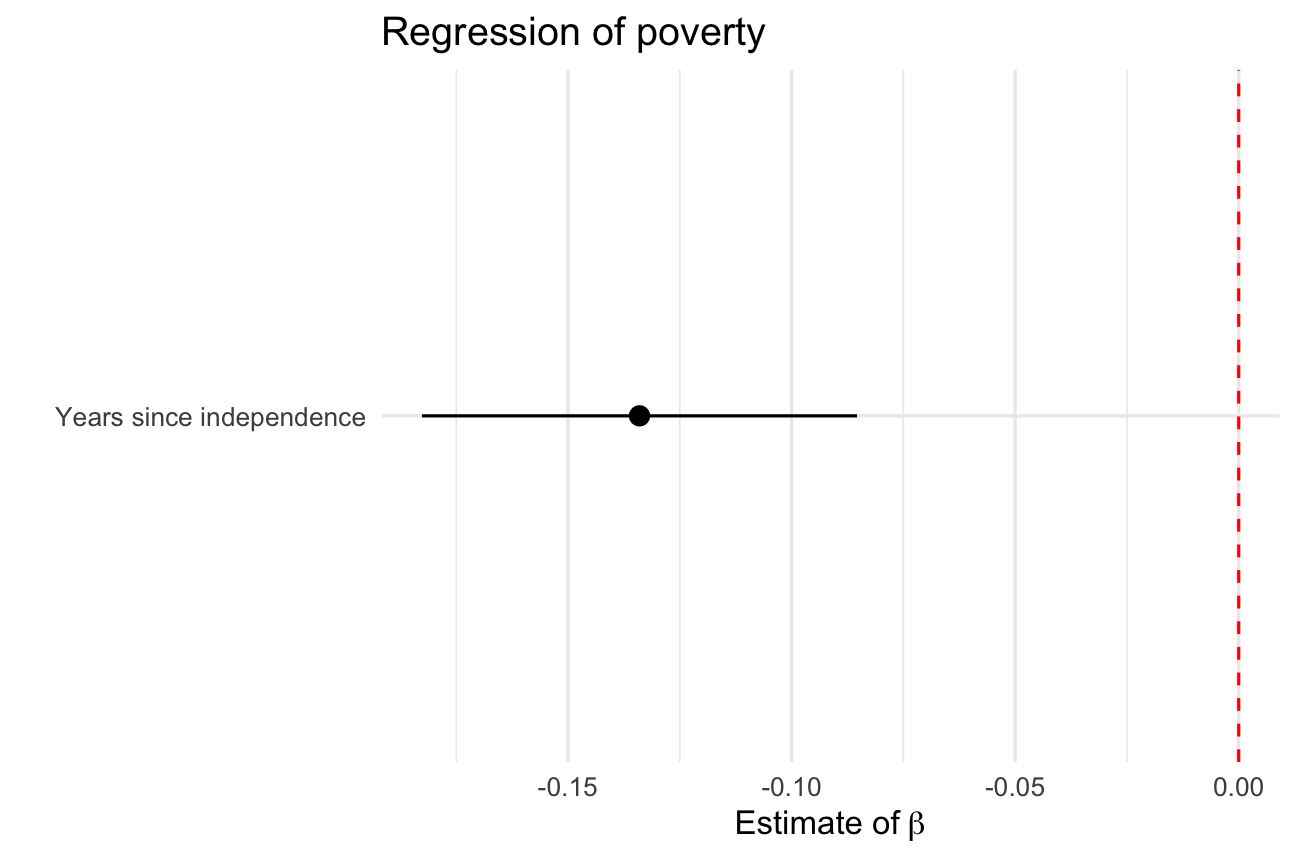 Regression of poverty
Years since independence
-0.15 -0.10 -0.05 0.00
Estimate of β